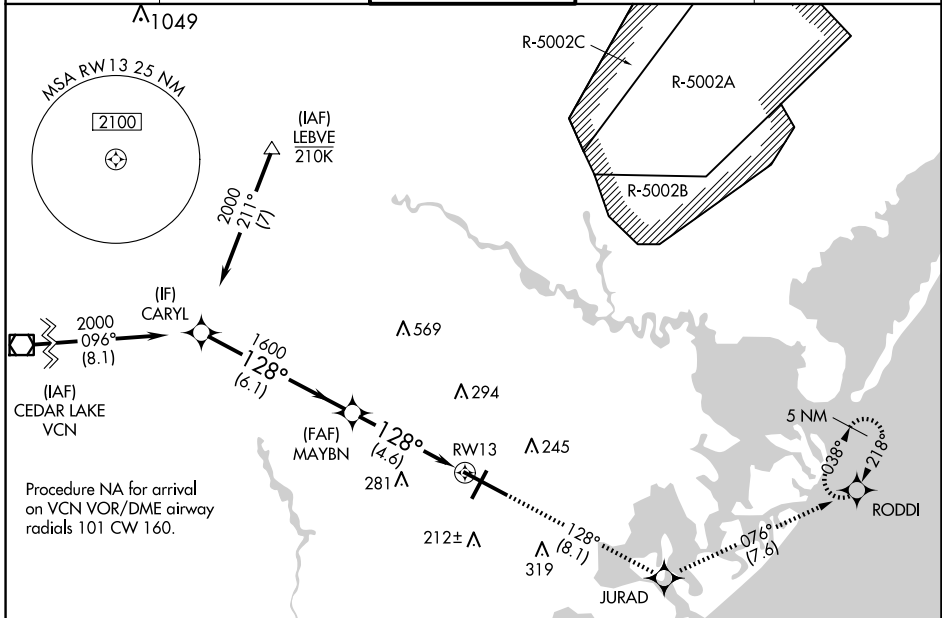 1049
MSA RW 13 25 NM
2100
(IAF)
LEBVE
210K
2000
211°
(7)
R-5002C
R-5002A
R-5002B
(IF)
CARYL
2000
096°
(8.1)
(IAF)
CEDAR LAKE
VCN
1600
128°
(6.1)
569
294
(FAF)
MAYBN
128°
(4.6)
RW13
245
281
5 NM
038°
218°
RODDI
Procedure NA for arrival
on VCN VOR/DME airway
radials 101 CW 160.
212±
319
128°
(8.1)
076°
(7.6)
JURAD